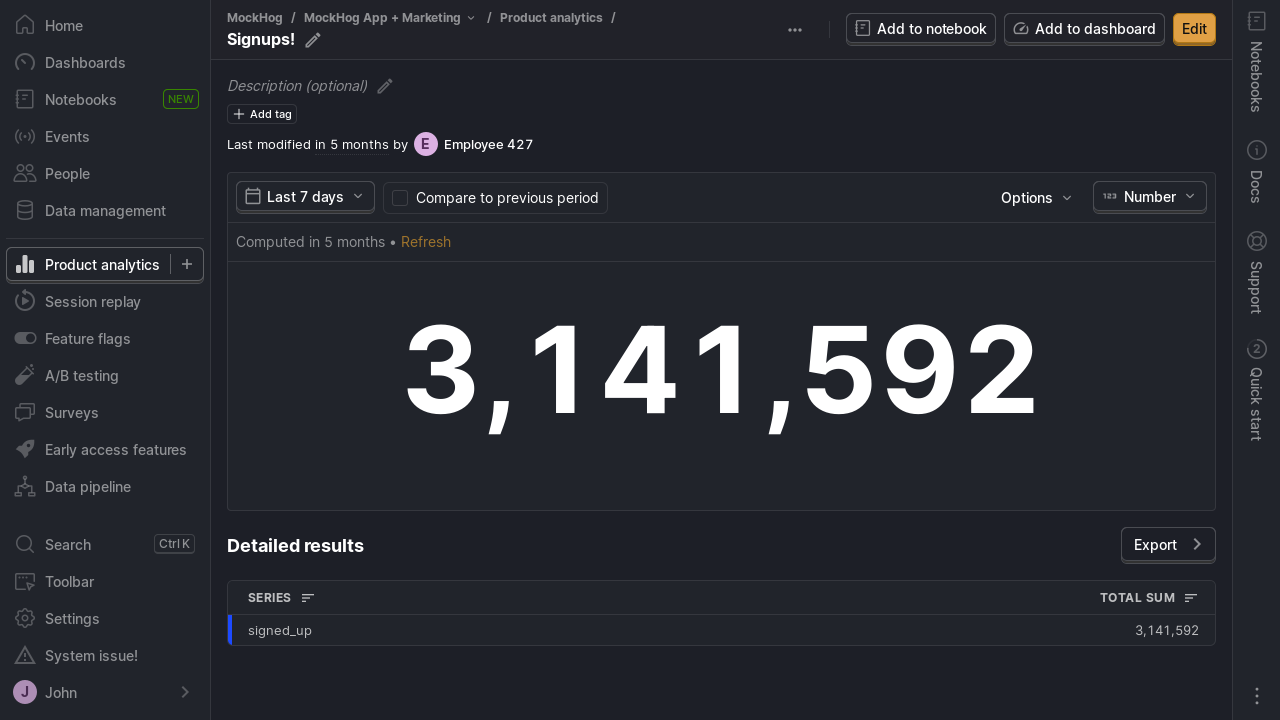 Home
Dashboards
Notebooks NEW
Events
People
Data management
Product analytics +
Session replay
Feature flags
A/B testing
Surveys
Early access features
Data pipeline
Search Ctrl K
Toolbar
Settings
System issue!
J John
MockHog / MockHog App + Marketing / Product analytics /
Signups!
Add to notebook Add to dashboard Edit
Description (optional)
+ Add tag
Last modified in 5 months by E Employee 427
Last 7 days Compare to previous period Options 123 Number
Computed in 5 months • Refresh
3,141,592
Detailed results Export
SERIES TOTAL SUM
signed_up 3,141,592
Notebooks
Docs
Support
2 Quick start